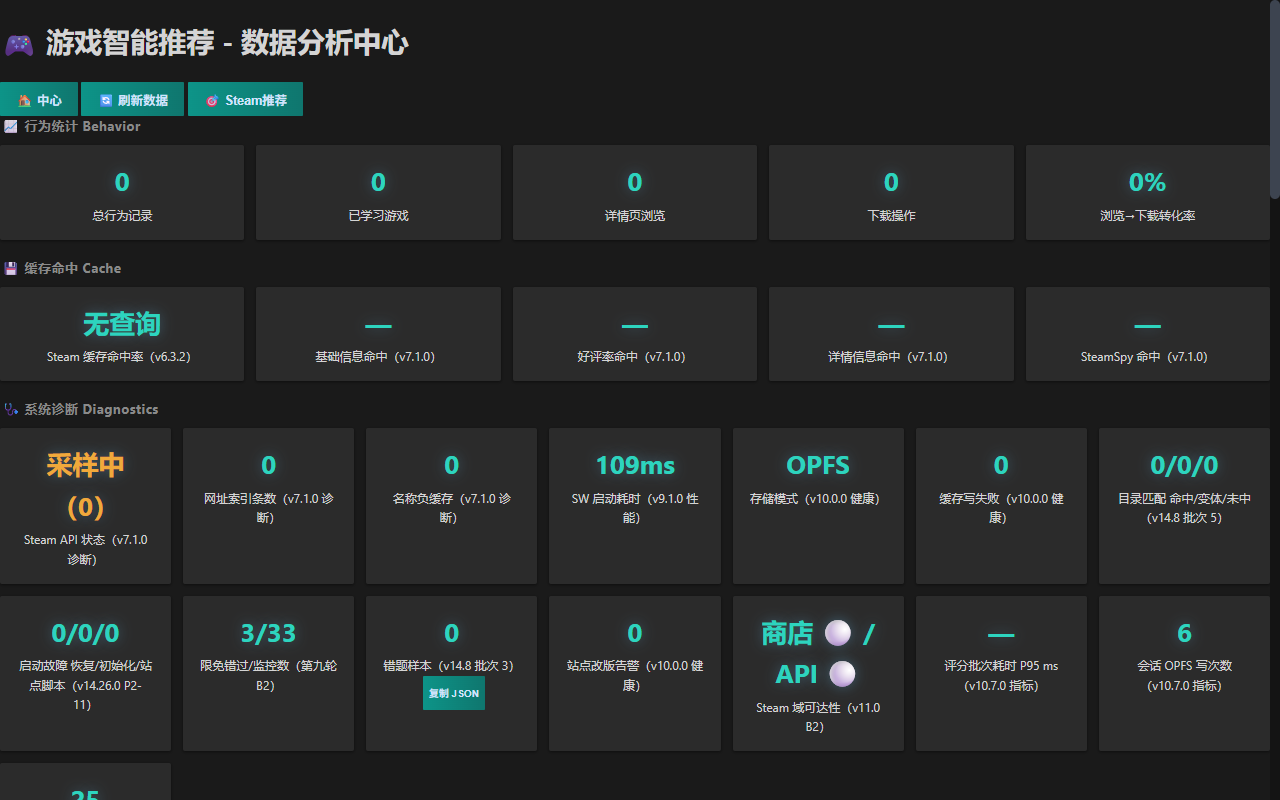 游戏智能推荐 - 数据分析中心
中心
刷新数据
Steam推荐
行为统计 Behavior
0
总行为记录
0
已学习游戏
0
详情页浏览
0
下载操作
0%
浏览→下载转化率
缓存命中 Cache
无查询
Steam 缓存命中率（v6.3.2）
—
基础信息命中（v7.1.0）
—
好评率命中（v7.1.0）
—
详情信息命中（v7.1.0）
—
SteamSpy 命中（v7.1.0）
系统诊断 Diagnostics
采样中
(0)
Steam API 状态（v7.1.0
诊断）
0
网址索引条数（v7.1.0 诊
断）
0
名称负缓存（v7.1.0 诊
断）
109ms
SW 启动耗时（v9.1.0 性
能）
OPFS
存储模式（v10.0.0 健康）
0
缓存写失败（v10.0.0 健
康）
0/0/0
目录匹配 命中/变体/未中
（v14.8 批次 5）
0/0/0
启动故障 恢复/初始化/站
点脚本（v14.26.0 P2-
11）
3/33
限免错过/监控数（第九轮
B2）
0
错题样本（v14.8 批次 3）
复制 JSON
0
站点改版告警（v10.0.0 健
康）
商店 /
API
Steam 域可达性（v11.0
B2）
—
评分批次耗时 P95 ms
（v10.7.0 指标）
6
会话 OPFS 写次数
（v10.7.0 指标）
25